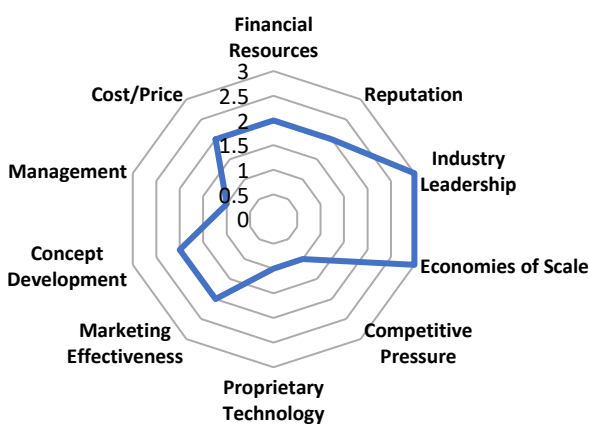 Financial
Resources
Reputation
Industry
Leadership
Economies of Scale
Competitive
Pressure
Proprietary
Technology
Marketing
Effectiveness
Concept
Development
Management
Cost/Price
3
2.5
2
1.5
1
0.5
0